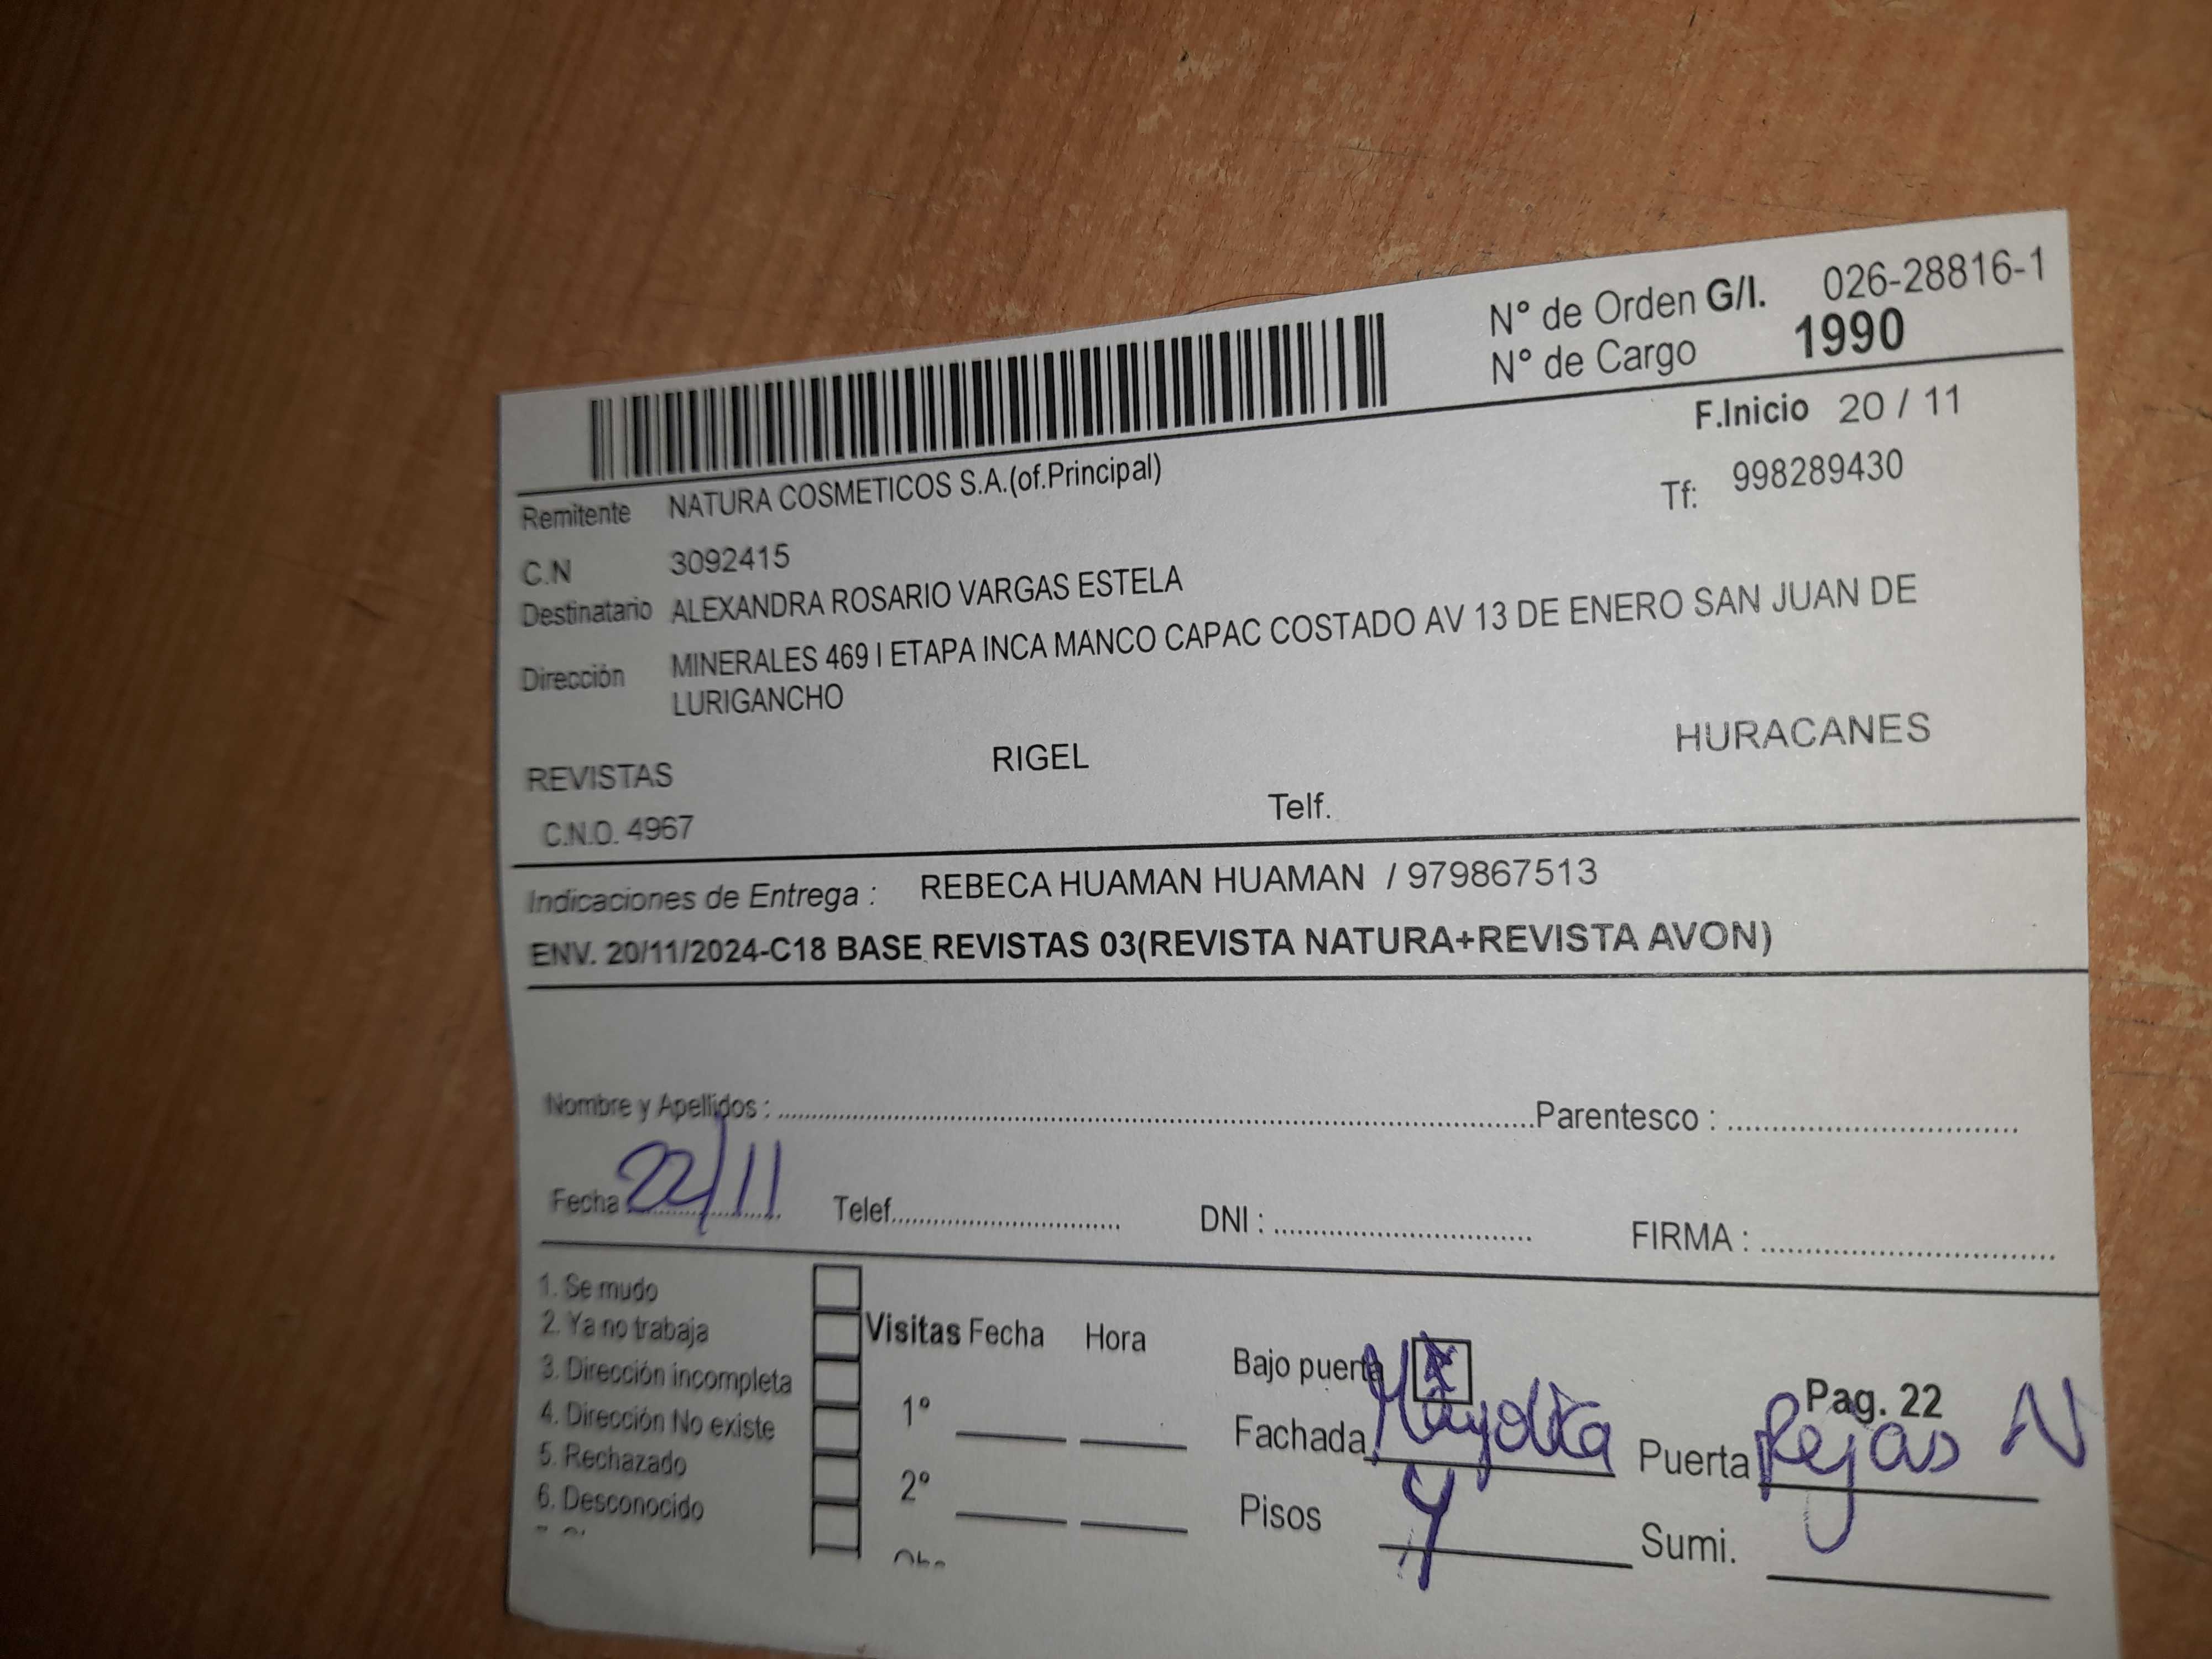 N° de Orden G/I. 026-28816-1
N° de Cargo 1990
F.Inicio 20 / 11
Remitente NATURA COSMETICOS S.A.(of.Principal)
Tf: 998289430
C.N 3092415
Destinatario ALEXANDRA ROSARIO VARGAS ESTELA
Dirección MINERALES 469 I ETAPA INCA MANCO CAPAC COSTADO AV 13 DE ENERO SAN JUAN DE
LURIGANCHO
REVISTAS RIGEL HURACANES
C.N.O. 4967 Telf.
Indicaciones de Entrega : REBECA HUAMAN HUAMAN / 979867513
ENV. 20/11/2024-C18 BASE REVISTAS 03(REVISTA NATURA+REVISTA AVON)
Nombre y Apellidos : Parentesco :
Fecha 22/11 Telef. DNI : FIRMA :
1. Se mudo
2. Ya no trabaja
3. Dirección incompleta
4. Dirección No existe
5. Rechazado
6. Desconocido
Visitas Fecha Hora
1°
2°
Bajo puerta X
Pag. 22
Fachada Mayolica Puerta Rejas N
Pisos 4 Sumi.